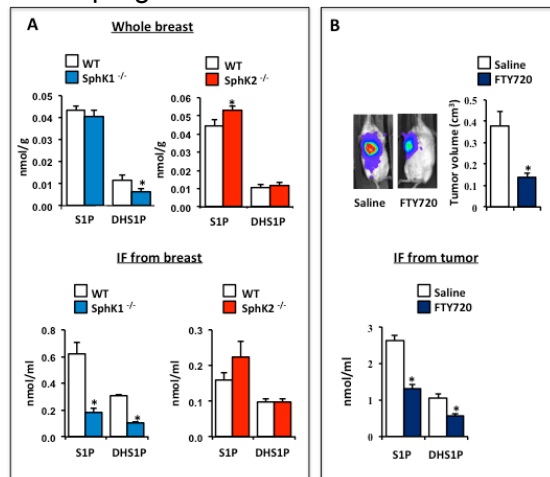 A
Whole breast
WT
SphK1 -/-
WT
SphK2 -/-
nmol/g
0.05
0.04
0.03
0.02
0.01
0.00
*
S1P DHS1P
0.06
0.05
0.04
0.03
0.02
0.01
0.00
*
S1P DHS1P
IF from breast
WT
SphK1 -/-
WT
SphK2 -/-
nmol/ml
0.8
0.6
0.4
0.2
0.0
*
*
S1P DHS1P
nmol/ml
0.3
0.2
0.1
0.0
S1P DHS1P
B
Saline
FTY720
Saline FTY720
Tumor volume (cm3)
0.5
0.4
0.3
0.2
0.1
0
*
IF from tumor
Saline
FTY720
nmol/ml
3
2
1
0
*
*
S1P DHS1P